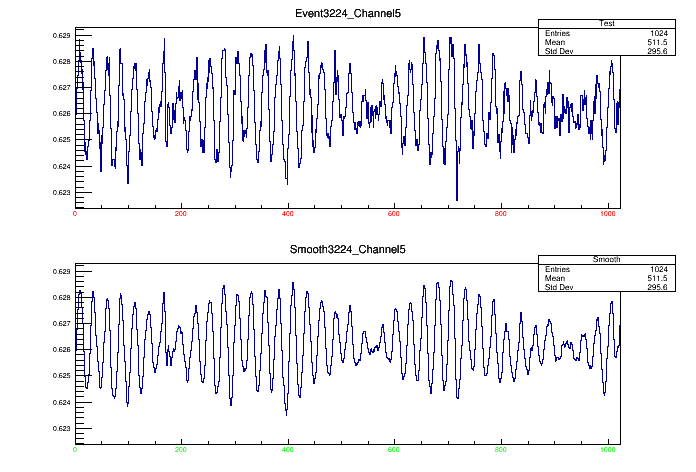 Event3224_Channel5
Test
Entries 1024
Mean 511.5
Std Dev 295.6
0.629
0.628
0.627
0.626
0.625
0.624
0.623
0 200 400 600 800 1000
Smooth3224_Channel5
Smooth
Entries 1024
Mean 511.5
Std Dev 295.6
0.629
0.628
0.627
0.626
0.625
0.624
0.623
0 200 400 600 800 1000